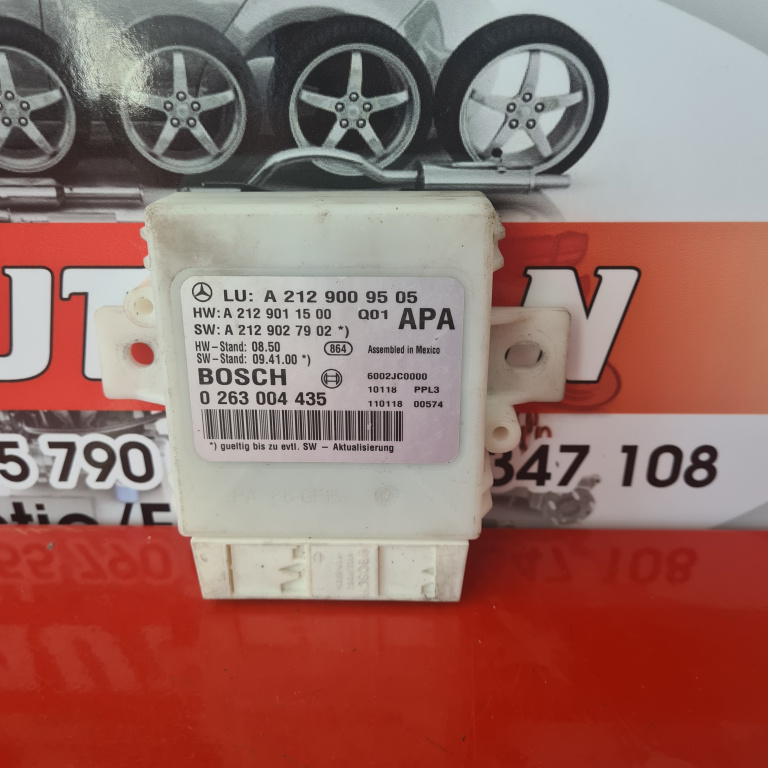 LU: A 212 900 95 05
HW: A 212 901 15 00 Q01 APA
SW: A 212 902 79 02 *)
HW-Stand: 08.50 864 Assembled in Mexico
SW-Stand: 09.41.00 *)
BOSCH 6002JC0000
0 263 004 435 10118 PPL3
110118 00574
*) gueltig bis zu evtl. SW - Aktualisierung
5 790 347 108